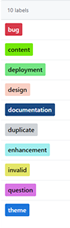 10 labels
bug
content
deployment
design
documentation
duplicate
enhancement
invalid
question
theme